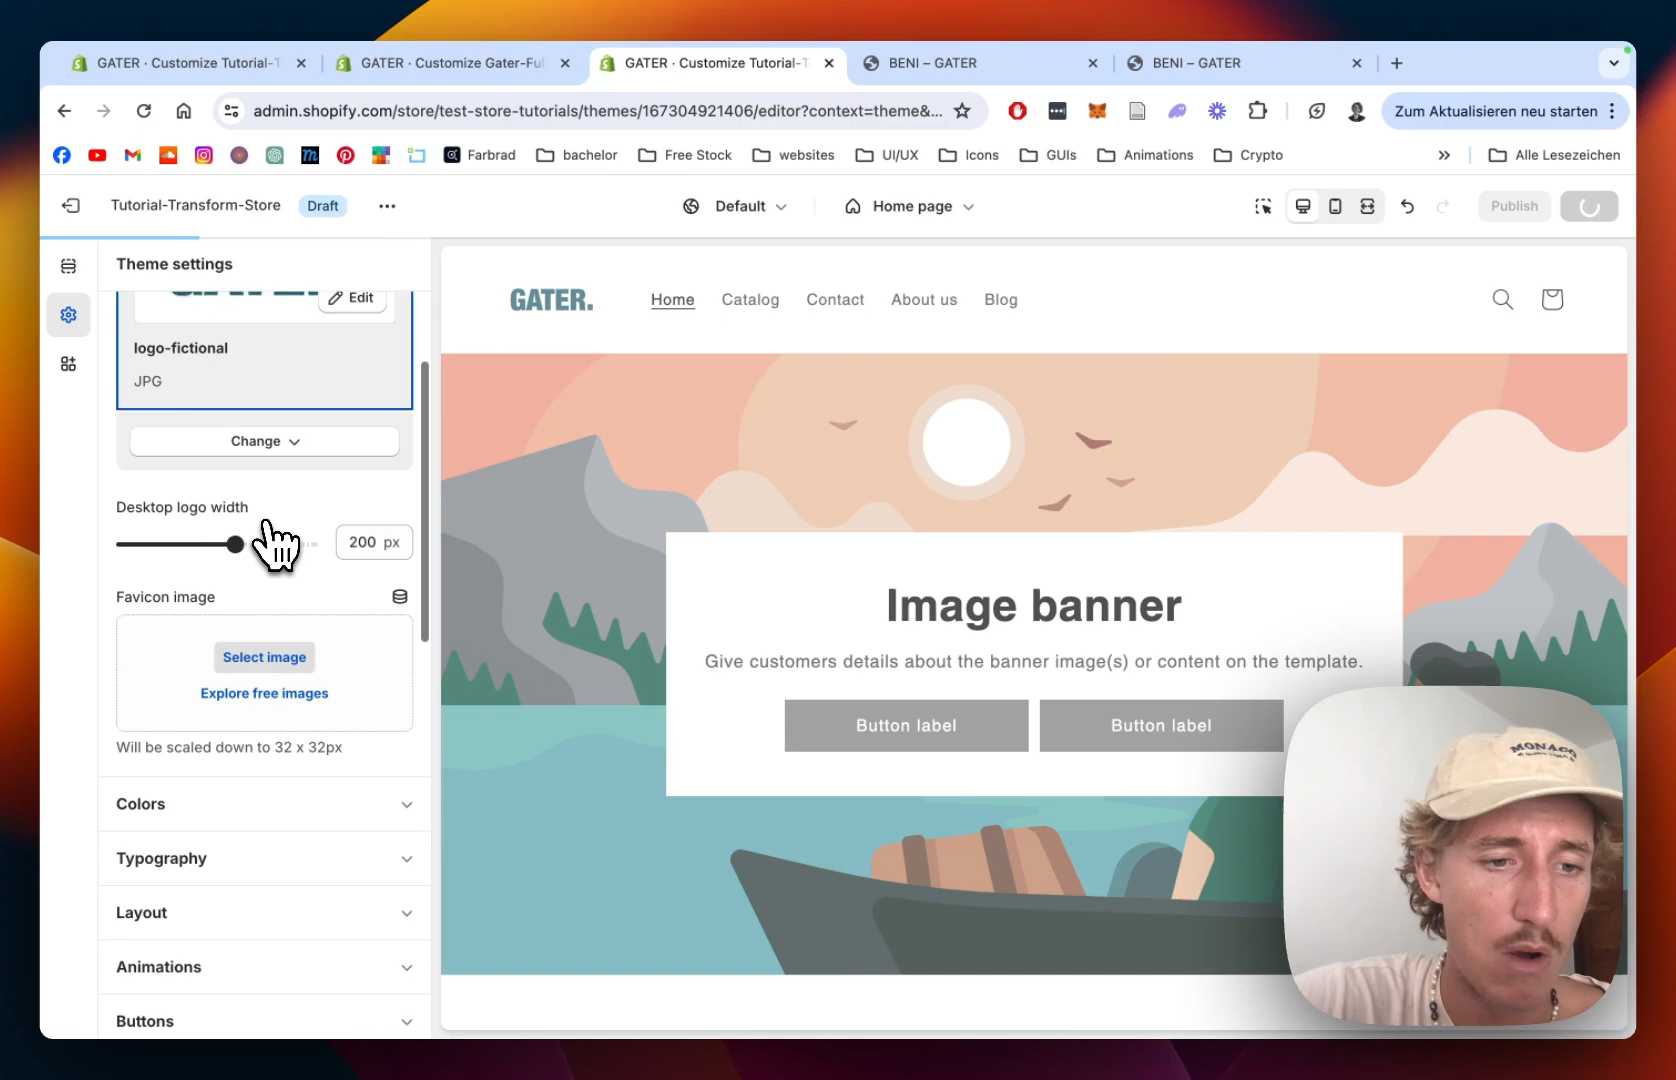 GATER · Customize Tutorial-T
GATER · Customize Gater-Ful
GATER · Customize Tutorial-T
BENI – GATER
BENI – GATER
admin.shopify.com/store/test-store-tutorials/themes/167304921406/editor?context=theme&...
Zum Aktualisieren neu starten
Farbrad
bachelor
Free Stock
websites
UI/UX
Icons
GUIs
Animations
Crypto
Alle Lesezeichen
Tutorial-Transform-Store
Draft
Default
Home page
Publish
Theme settings
Edit
logo-fictional
JPG
Change
Desktop logo width
200 px
Favicon image
Select image
Explore free images
Will be scaled down to 32 x 32px
Colors
Typography
Layout
Animations
Buttons
GATER.
Home
Catalog
Contact
About us
Blog
Image banner
Give customers details about the banner image(s) or content on the template.
Button label
Button label
MONACO